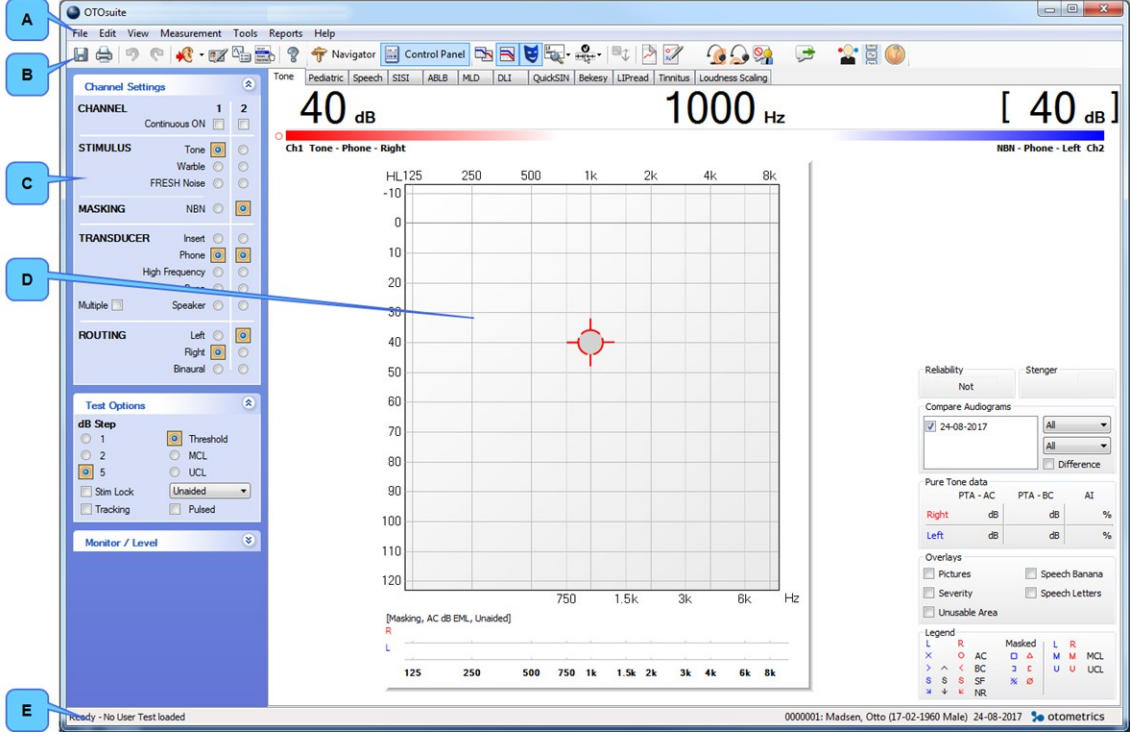 A
OTOsuite
File Edit View Measurement Tools Reports Help
B
Navigator Control Panel
Channel Settings
CHANNEL 1 2
Continuous ON
STIMULUS Tone
Warble
FRESH Noise
C
MASKING NBN
TRANSDUCER Insert
Phone
High Frequency
D
Multiple Speaker
ROUTING Left
Right
Binaural
Test Options
dB Step
1 Threshold
2 MCL
5 UCL
Stim Lock Unaided
Tracking Pulsed
Monitor / Level
Tone Pediatric Speech SISI ABLB MLD DLI QuickSIN Bekesy LIPread Tinnitus Loudness Scaling
40 dB 1000 Hz [ 40 dB ]
Ch1 Tone - Phone - Right NBN - Phone - Left Ch2
HL 125 250 500 1k 2k 4k 8k
-10
0
10
20
30
40
50
60
70
80
90
100
110
120
750 1.5k 3k 6k Hz
[Masking, AC dB EML, Unaided]
R
L
125 250 500 750 1k 1.5k 2k 3k 4k 6k 8k
Reliability Stenger
Not
Compare Audiograms
24-08-2017 All
All
Difference
Pure Tone data
PTA - AC PTA - BC AI
Right dB dB %
Left dB dB %
Overlays
Pictures Speech Banana
Severity Speech Letters
Unusable Area
Legend
L R Masked L R
AC M M MCL
BC U U UCL
S S S SF
NR
E
Ready - No User Test loaded 0000001: Madsen, Otto (17-02-1960 Male) 24-08-2017 otometrics